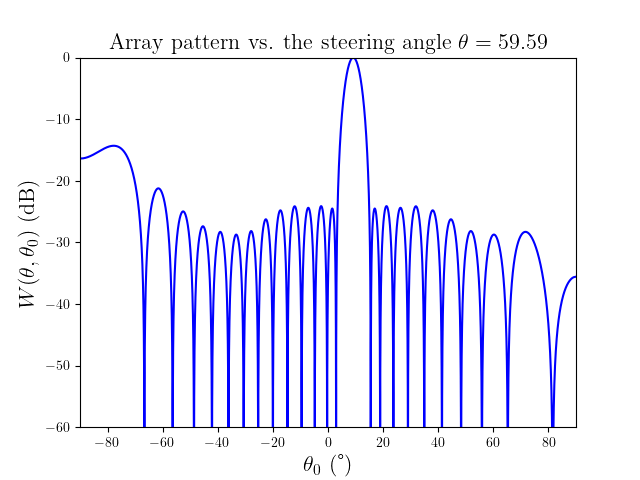 Array pattern vs. the steering angle θ = 59.59
W(θ, θ₀) (dB)
0
−10
−20
−30
−40
−50
−60
−80 −60 −40 −20 0 20 40 60 80
θ₀ (°)